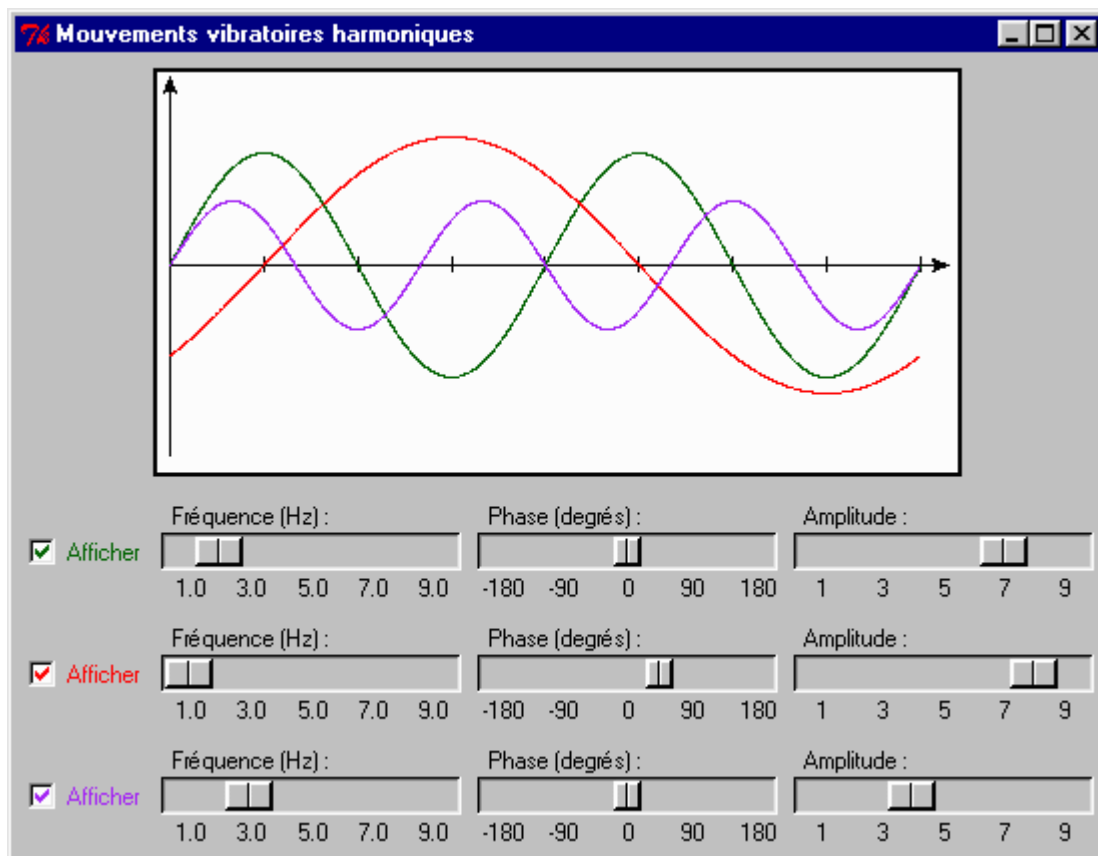 Mouvements vibratoires harmoniques
Fréquence (Hz) : Phase (degrés) : Amplitude :
Afficher
1.0 3.0 5.0 7.0 9.0 -180 -90 0 90 180 1 3 5 7 9
Fréquence (Hz) : Phase (degrés) : Amplitude :
Afficher
1.0 3.0 5.0 7.0 9.0 -180 -90 0 90 180 1 3 5 7 9
Fréquence (Hz) : Phase (degrés) : Amplitude :
Afficher
1.0 3.0 5.0 7.0 9.0 -180 -90 0 90 180 1 3 5 7 9